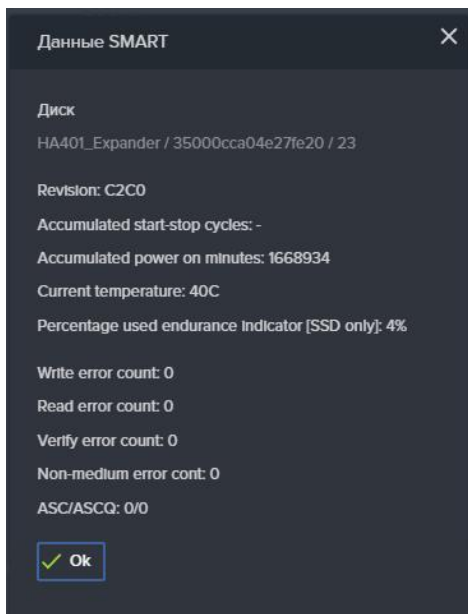 Данные SMART
Диск
HA401_Expander / 35000cca04e27fe20 / 23
Revision: C2C0
Accumulated start-stop cycles: -
Accumulated power on minutes: 1668934
Current temperature: 40C
Percentage used endurance indicator [SSD only]: 4%
Write error count: 0
Read error count: 0
Verify error count: 0
Non-medium error cont: 0
ASC/ASCQ: 0/0
Ok